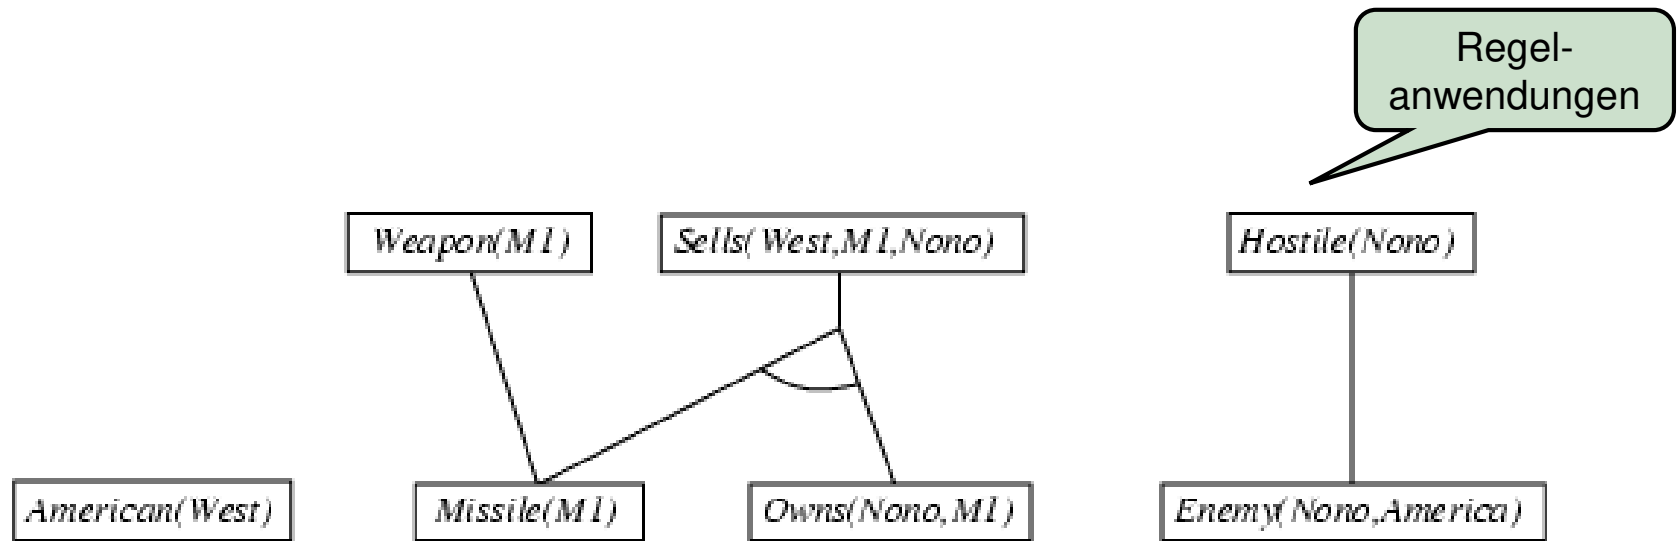 Regel-
anwendungen
Weapon(M1)
Sells(West,M1,Nono)
Hostile(Nono)
American(West)
Missile(M1)
Owns(Nono,M1)
Enemy(Nono,America)